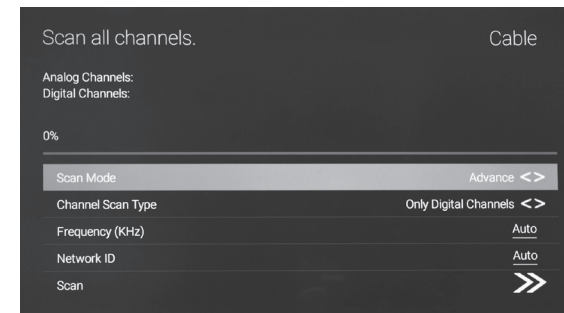 Scan all channels. Cable
Analog Channels:
Digital Channels:
0%
Scan Mode Advance <>
Channel Scan Type Only Digital Channels <>
Frequency (KHz) Auto
Network ID Auto
Scan